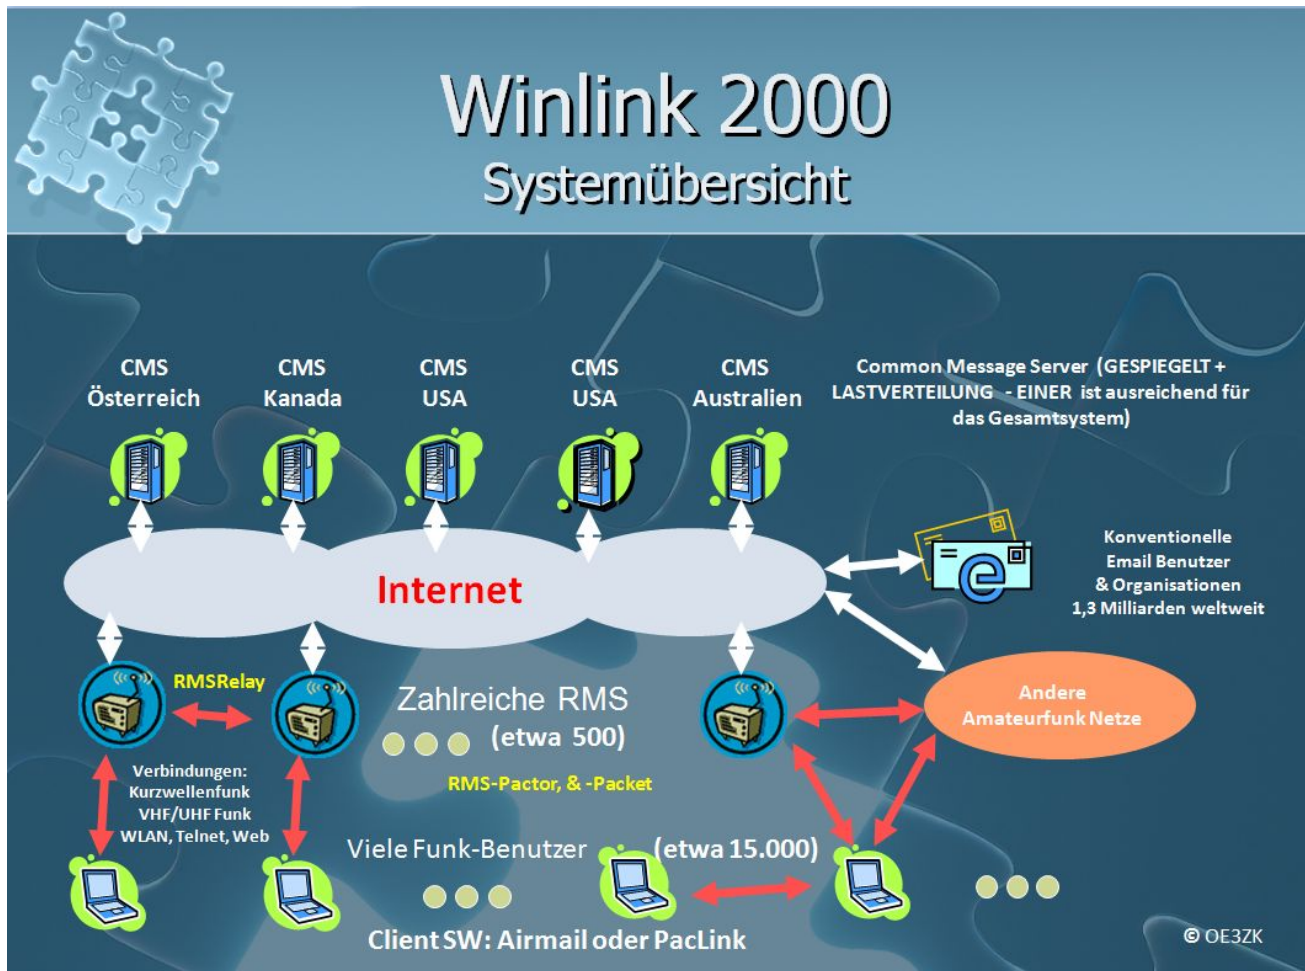 Winlink 2000
Systemübersicht
CMS
Österreich
CMS
Kanada
CMS
USA
CMS
USA
CMS
Australien
Common Message Server (GESPIEGELT +
LASTVERTEILUNG - EINER ist ausreichend für
das Gesamtsystem)
Internet
Konventionelle
Email Benutzer
& Organisationen
1,3 Milliarden weltweit
RMSRelay
Zahlreiche RMS
(etwa 500)
RMS-Pactor, & -Packet
Andere
Amateurfunk Netze
Verbindungen:
Kurzwellenfunk
VHF/UHF Funk
WLAN, Telnet, Web
Viele Funk-Benutzer (etwa 15.000)
Client SW: Airmail oder PacLink
© OE3ZK